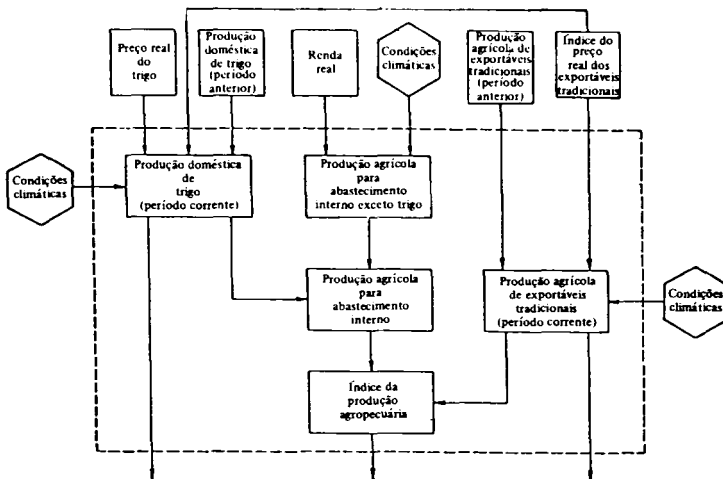 Preço real
do
trigo
Produção
doméstica
de trigo
(período
anterior)
Renda
real
Condições
climáticas
Produção
agrícola de
exportáveis
tradicionais
(período
anterior)
Índice do
preço
real dos
exportáveis
tradicionais
Condições
climáticas
Produção doméstica
de
trigo
(período corrente)
Produção agrícola
para
abastecimento
interno exceto trigo
Produção agrícola
para
abastecimento
interno
Produção agrícola
de exportáveis
tradicionais
(período corrente)
Condições
climáticas
Índice da
produção
agropecuária